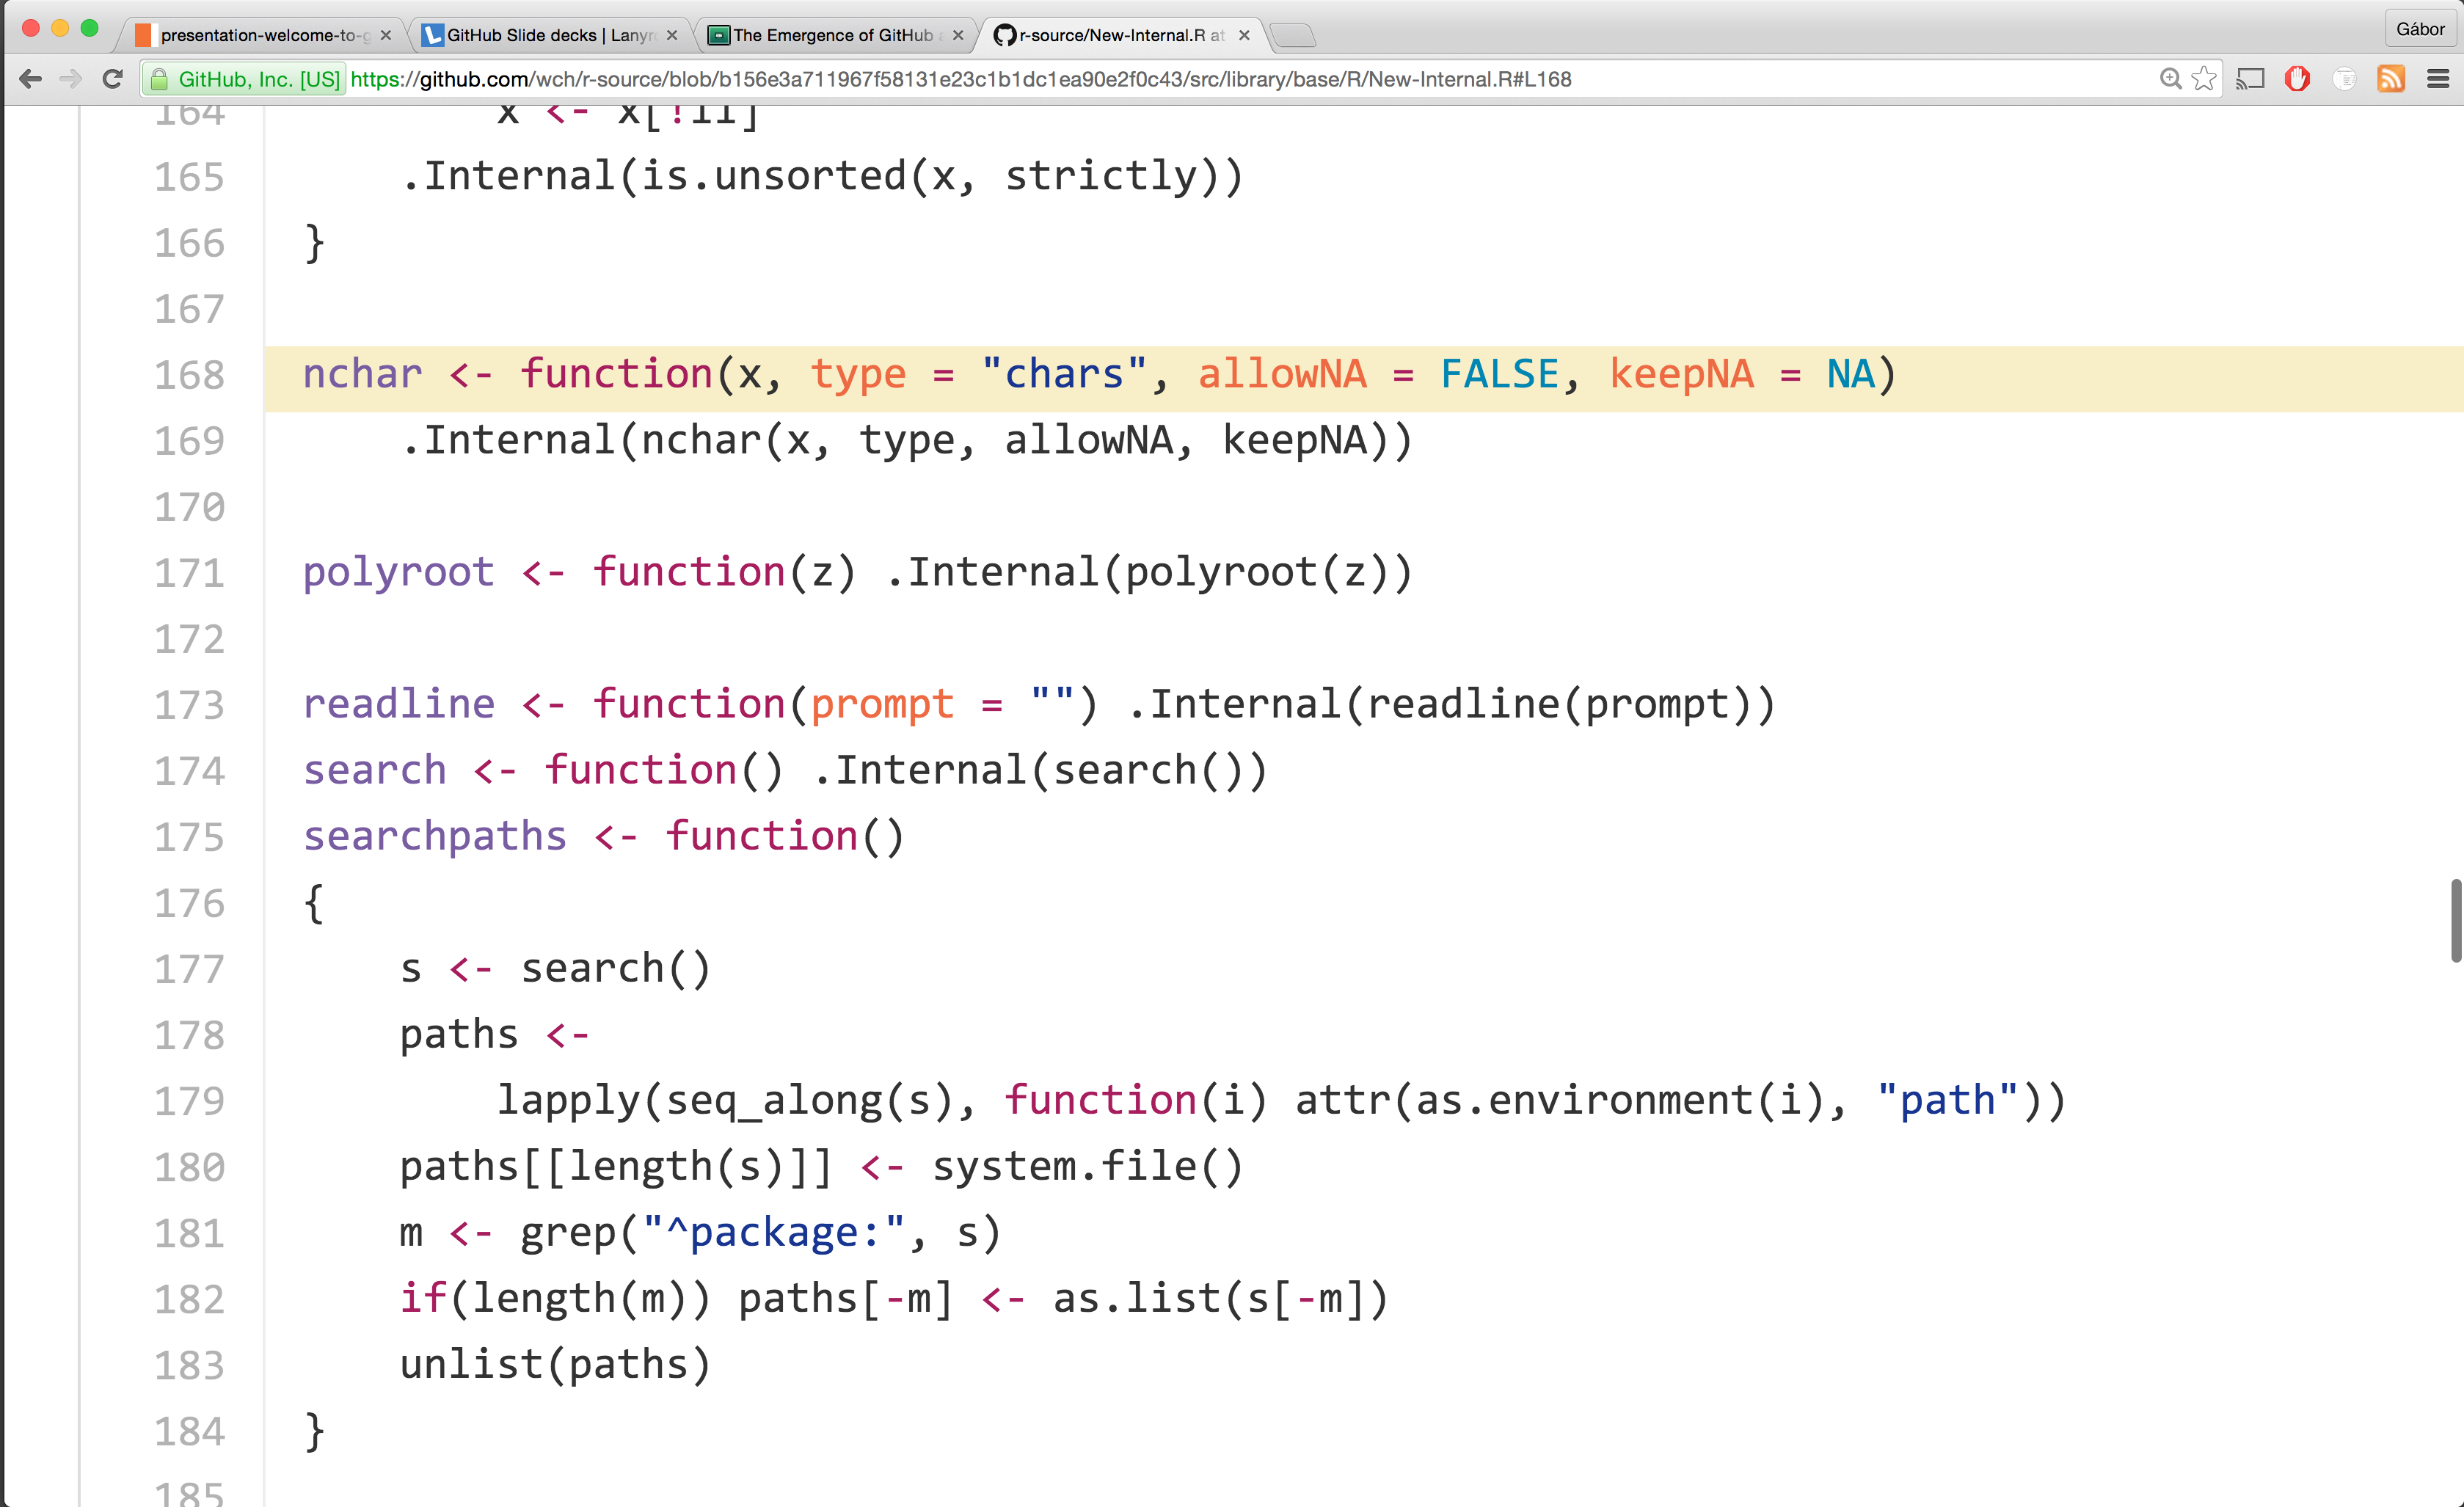 presentation-welcome-to-g
GitHub Slide decks | Lanyr
The Emergence of GitHub a
r-source/New-Internal.R at
Gábor
GitHub, Inc. [US] https://github.com/wch/r-source/blob/b156e3a711967f58131e23c1b1dc1ea90e2f0c43/src/library/base/R/New-Internal.R#L168
164 x <- x[!ii]
165 .Internal(is.unsorted(x, strictly))
166 }
167
168 nchar <- function(x, type = "chars", allowNA = FALSE, keepNA = NA)
169 .Internal(nchar(x, type, allowNA, keepNA))
170
171 polyroot <- function(z) .Internal(polyroot(z))
172
173 readline <- function(prompt = "") .Internal(readline(prompt))
174 search <- function() .Internal(search())
175 searchpaths <- function()
176 {
177 s <- search()
178 paths <-
179 lapply(seq_along(s), function(i) attr(as.environment(i), "path"))
180 paths[[length(s)]] <- system.file()
181 m <- grep("^package:", s)
182 if(length(m)) paths[-m] <- as.list(s[-m])
183 unlist(paths)
184 }
185